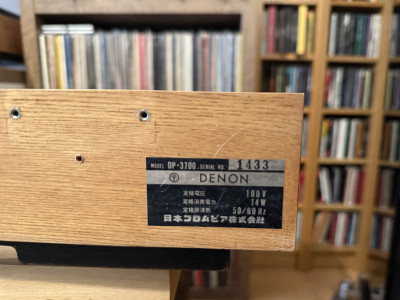 MODEL DP-3700 SERIAL NO. 1433
DENON
定格電圧 100V
定格消費電力 14W
定格周波数 50/60Hz
日本コロムビア株式会社